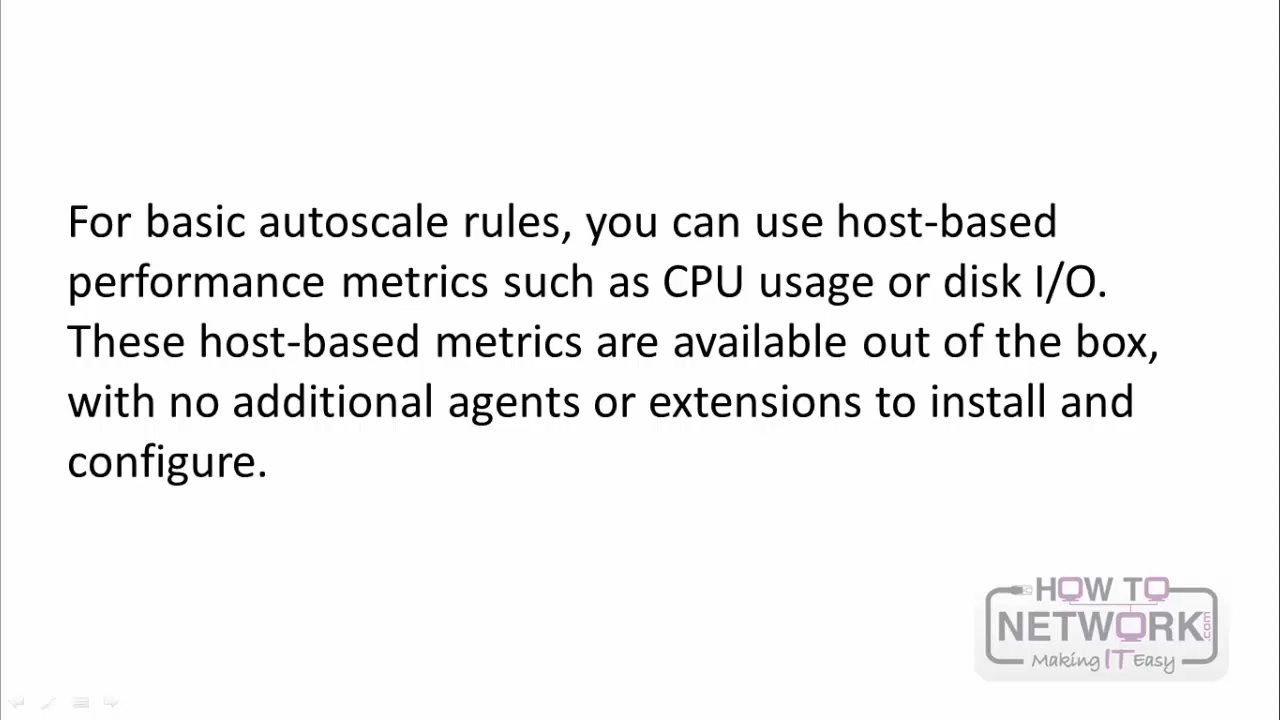 For basic autoscale rules, you can use host-based
performance metrics such as CPU usage or disk I/O.
These host-based metrics are available out of the box,
with no additional agents or extensions to install and
configure.
HOW TO
NETWORK.com
Making IT Easy